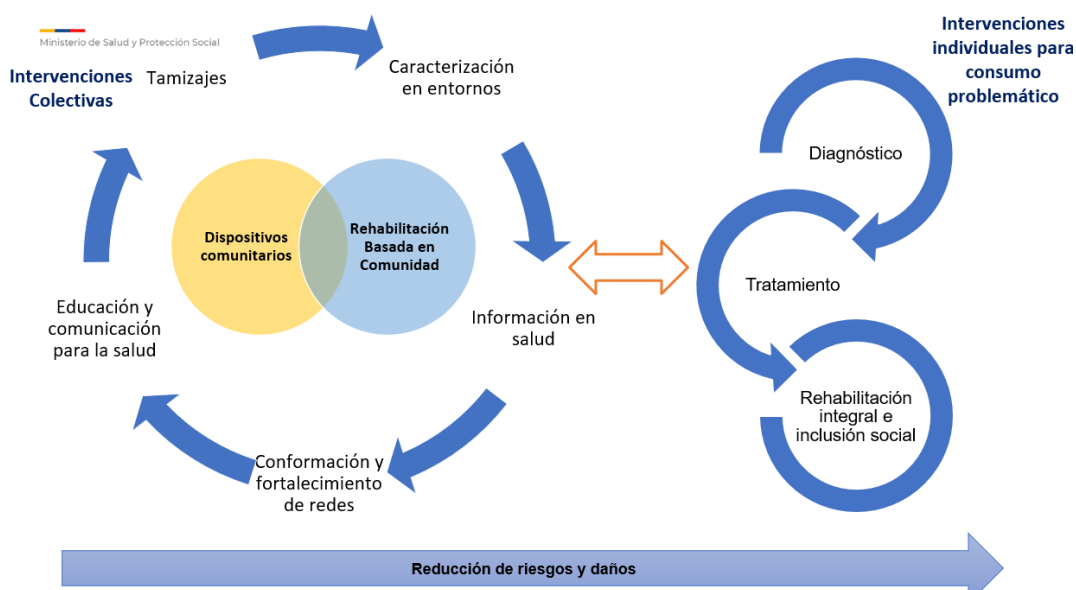 Ministerio de Salud y Protección Social
Intervenciones
Colectivas
Tamizajes
Caracterización
en entornos
Dispositivos
comunitarios
Rehabilitación
Basada en
Comunidad
Información en
salud
Educación y
comunicación
para la salud
Conformación y
fortalecimiento
de redes
Intervenciones
individuales para
consumo
problemático
Diagnóstico
Tratamiento
Rehabilitación
integral e
inclusión social
Reducción de riesgos y daños